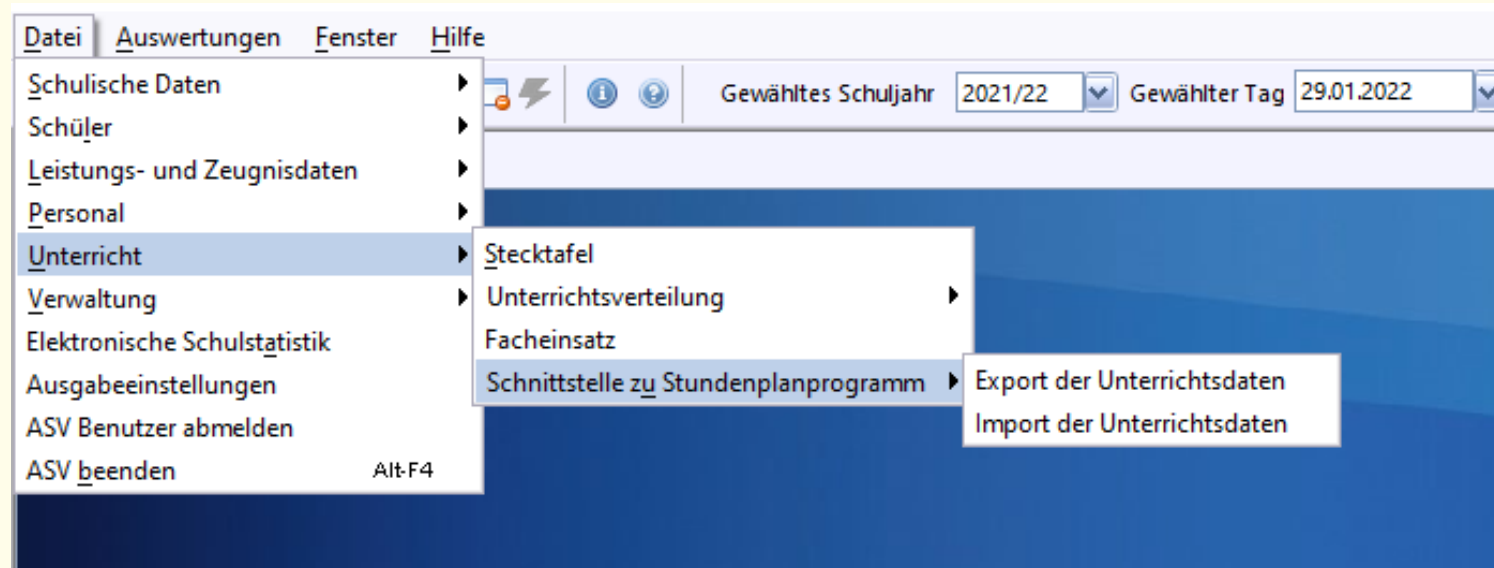 Datei Auswertungen Fenster Hilfe
Gewähltes Schuljahr 2021/22 Gewählter Tag 29.01.2022
Schulische Daten
Schüler
Leistungs- und Zeugnisdaten
Personal
Unterricht
Verwaltung
Elektronische Schulstatistik
Ausgabeeinstellungen
ASV Benutzer abmelden
ASV beenden Alt-F4
Stecktafel
Unterrichtsverteilung
Facheinsatz
Schnittstelle zu Stundenplanprogramm
Export der Unterrichtsdaten
Import der Unterrichtsdaten